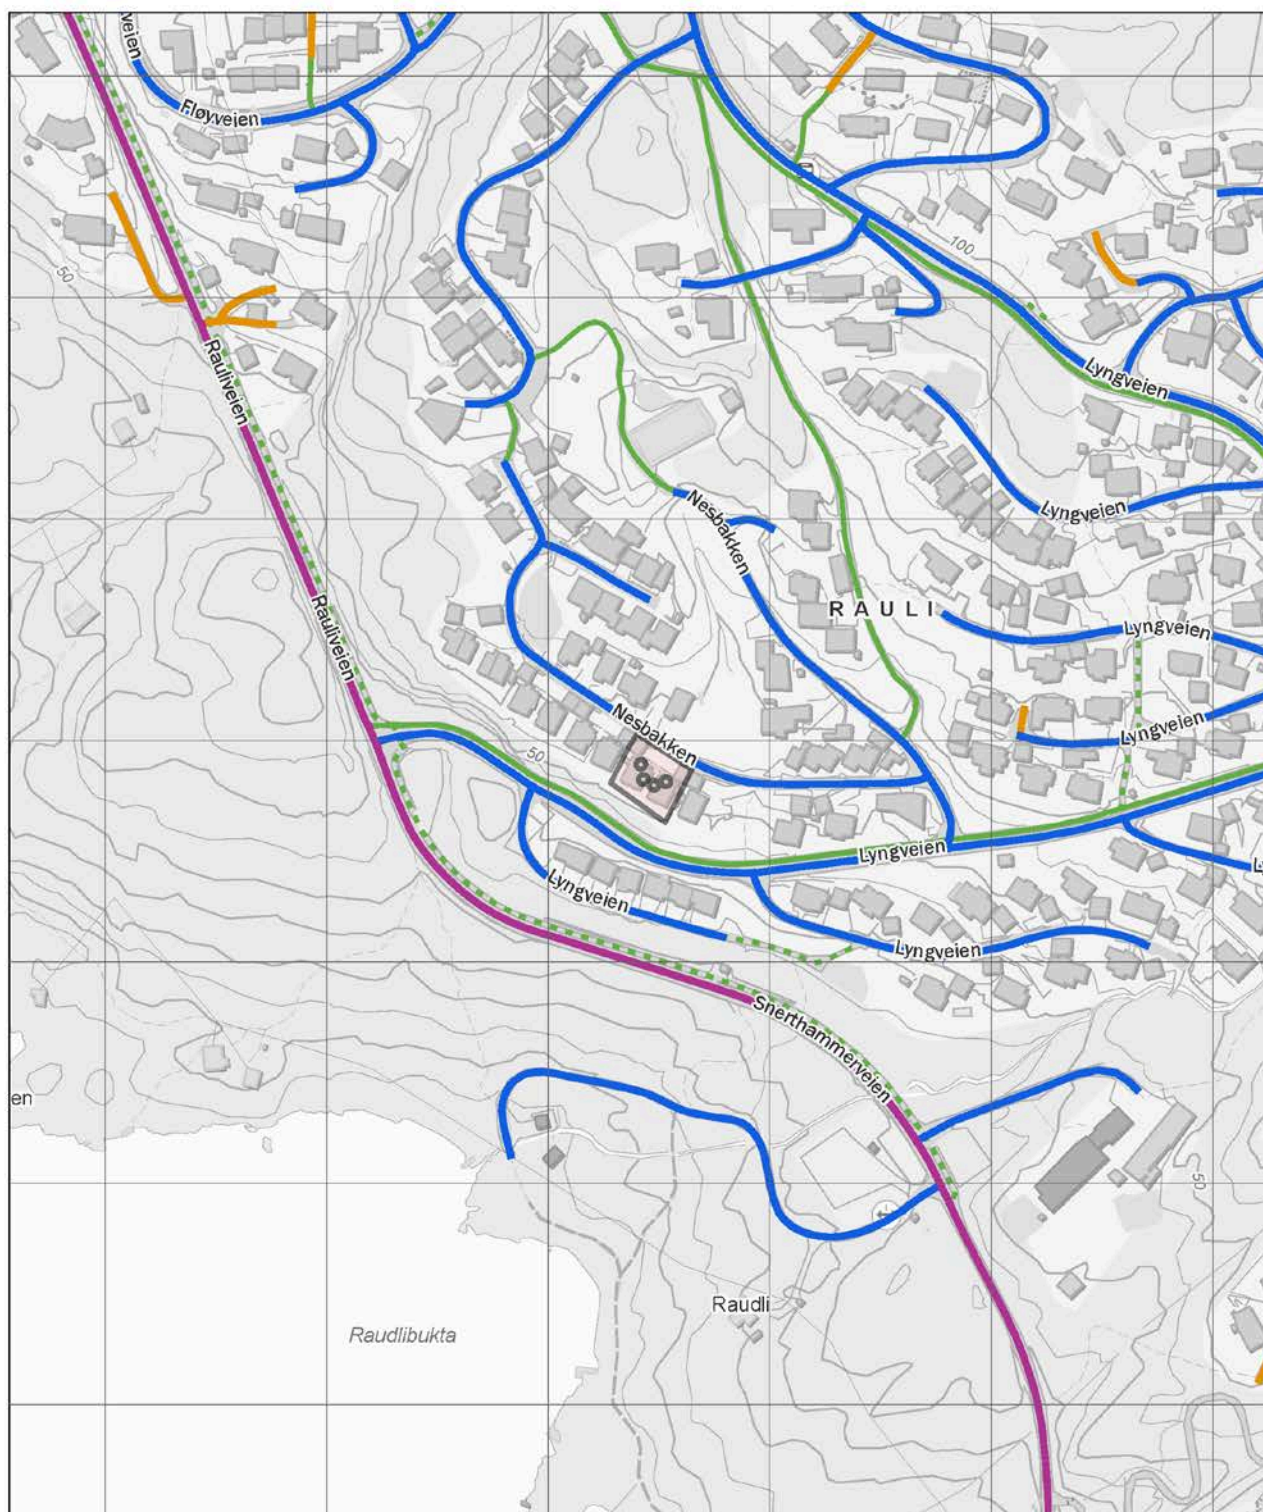 veien
Fløyveien
50
100
Rauliveien
Lyngveien
Nesbakken
Lyngveien
RAULI
Rauliveien
Lyngveien
Nesbakken
Lyngveien
50
Lyngveien
Lyngveien
L
Lyngveien
Snerthammerveien
en
50
Raudli
Raudlibukta